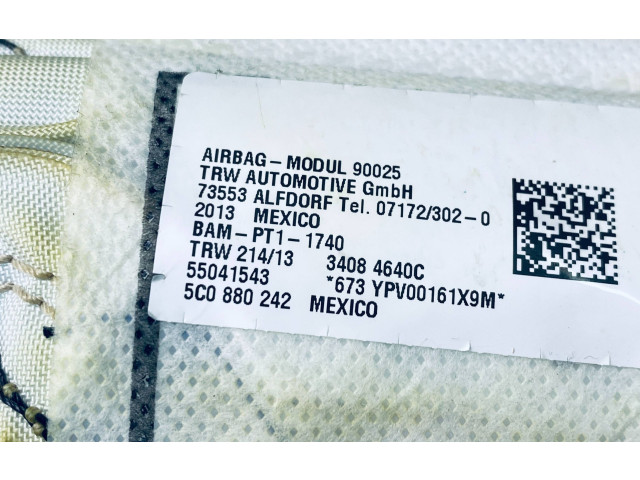 AIRBAG-MODUL 90025
TRW AUTOMOTIVE GmbH
73553 ALFDORF Tel. 07172/302-0
2013 MEXICO
BAM-PT1-1740
TRW 214/13 3408 4640C
55041543 *673 YPV00161X9M*
5C0 880 242 MEXICO